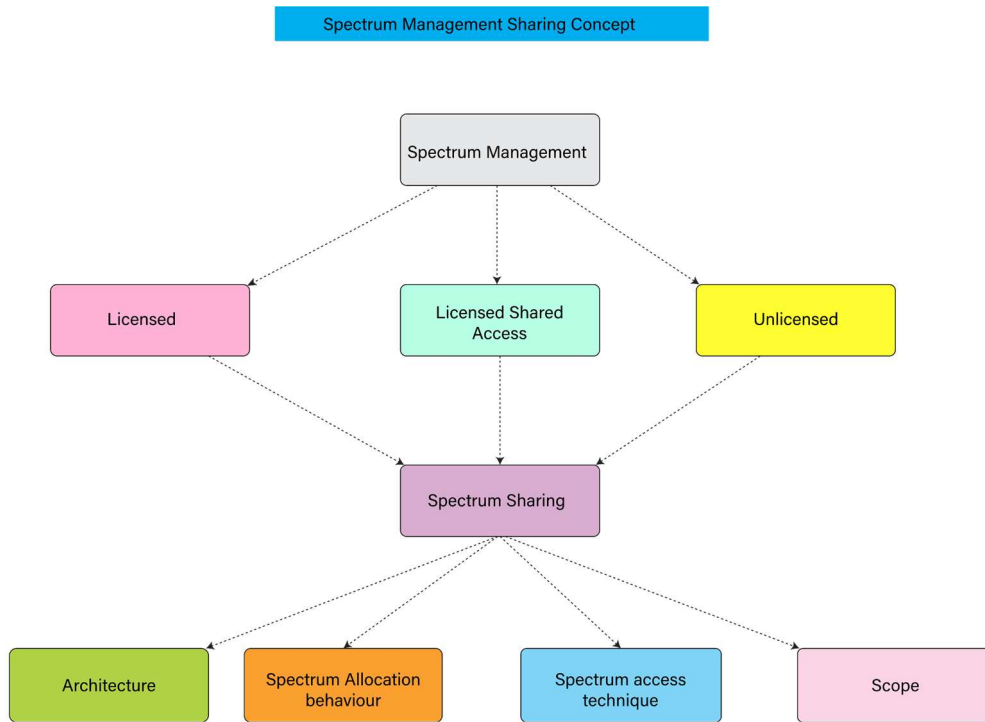 Spectrum Management Sharing Concept
Spectrum Management
Licensed
Licensed Shared
Access
Unlicensed
Spectrum Sharing
Architecture
Spectrum Allocation
behaviour
Spectrum access
technique
Scope